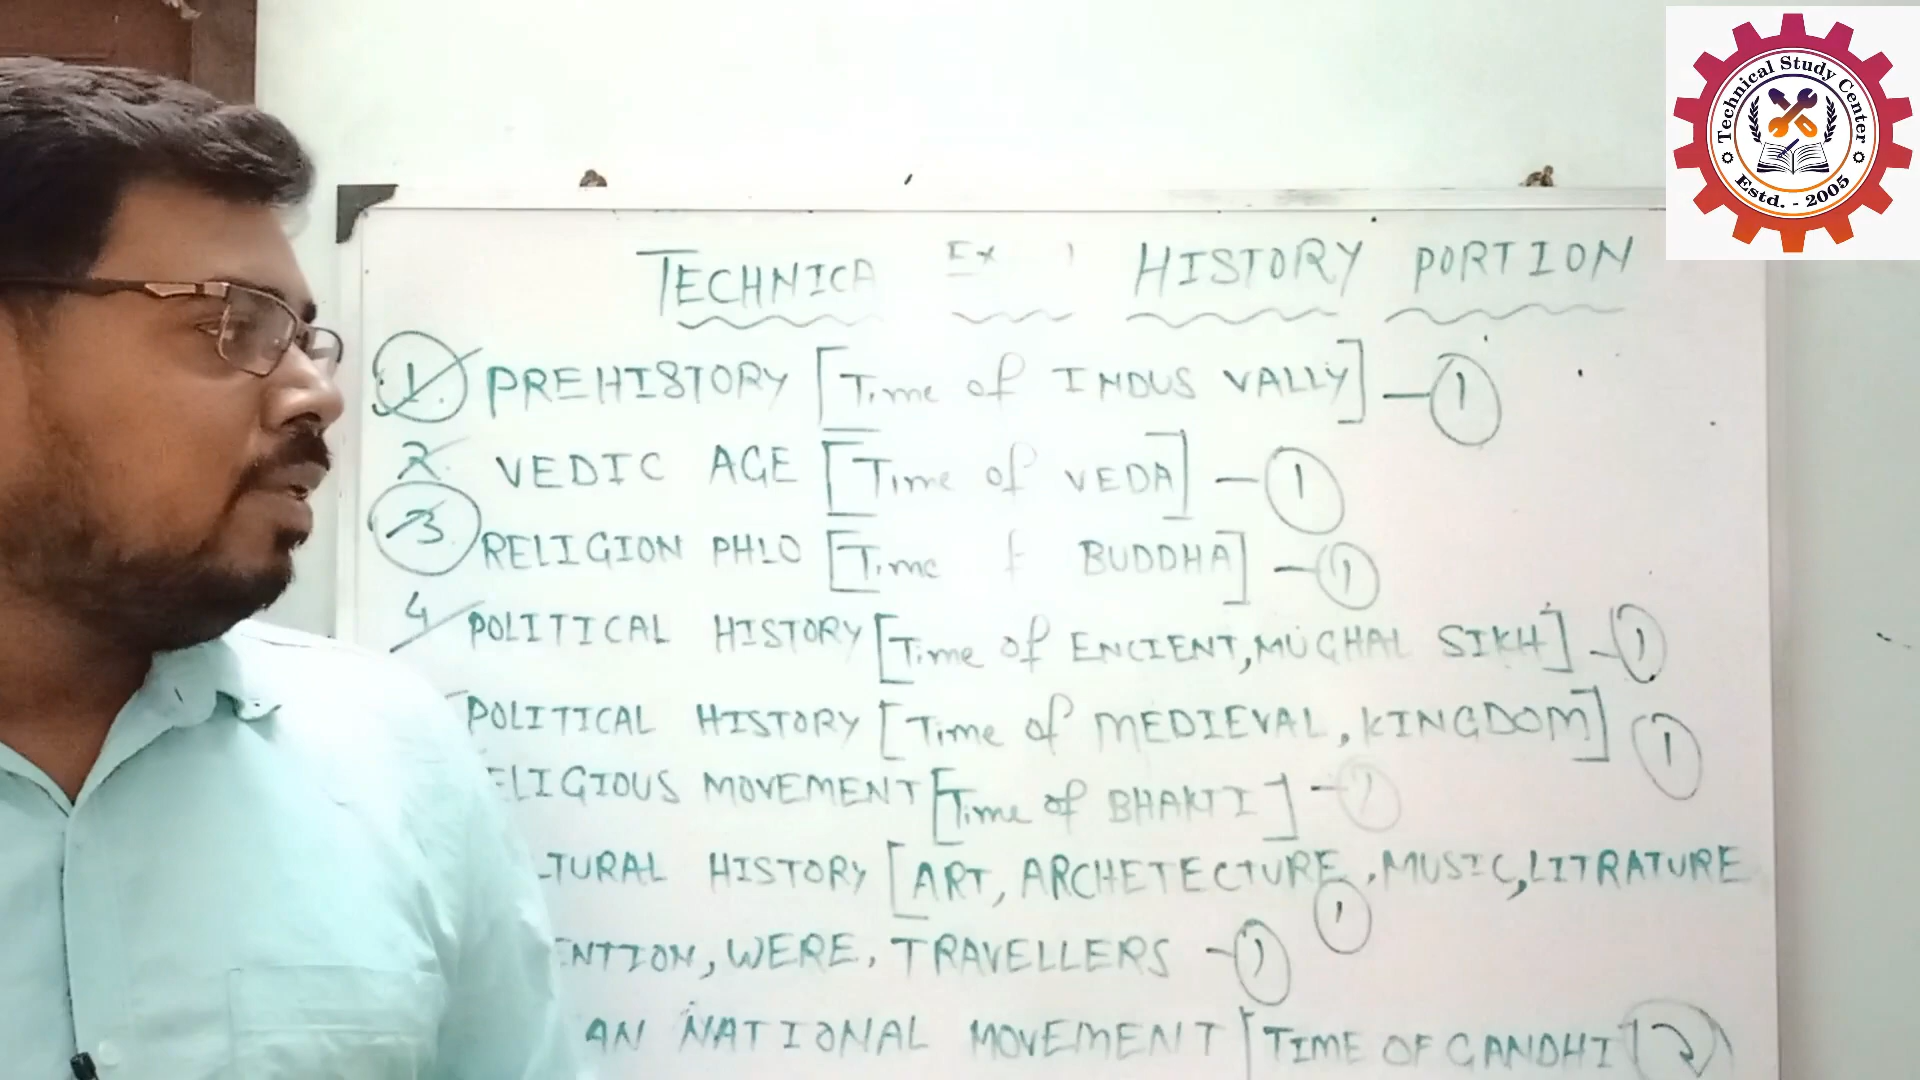 Technical Study Center
Estd. - 2005
TECHNICA Ex HISTORY PORTION
1. PREHISTORY [Time of INDUS VALLY] - 1
2. VEDIC AGE [Time of VEDA] - 1
3. RELIGION PHLO [Time f BUDDHA] - 1
4 POLITICAL HISTORY [Time of ENCIENT, MUGHAL SIKH] - 1
POLITICAL HISTORY [Time of MEDIEVAL, KINGDOM] 1
ELIGIOUS MOVEMENT [Time of BHAKTI] - 1
LTURAL HISTORY [ART, ARCHETECTURE, MUSIC, LITRATURE
1
ENTION, WERE, TRAVELLERS - 1
AN NATIONAL MOVEMENT [TIME OF GANDHI] 2